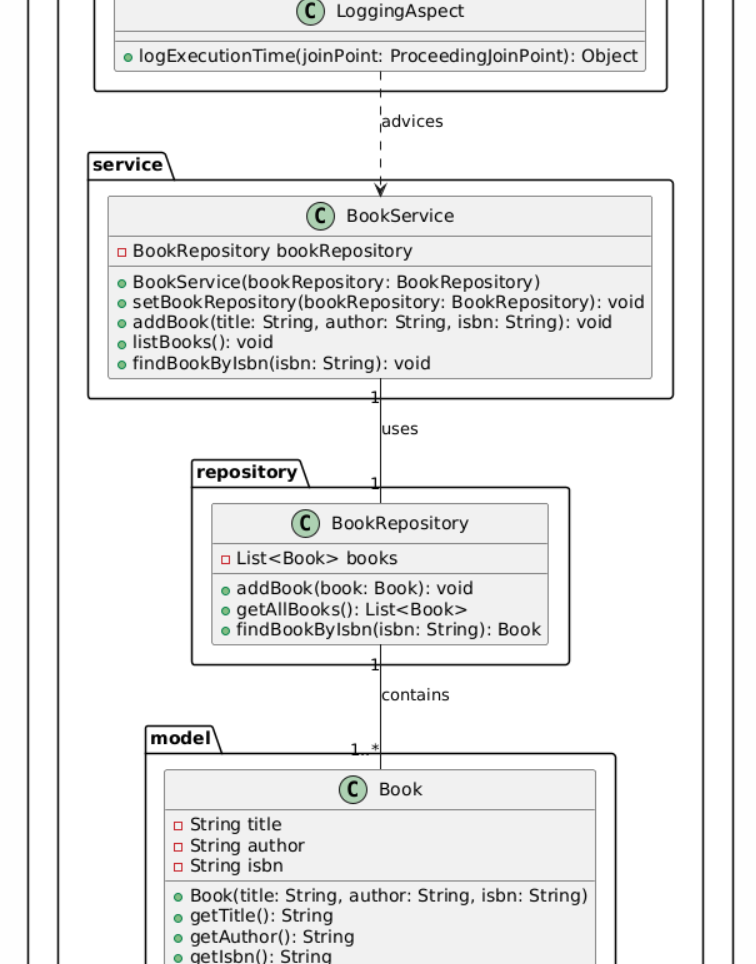 C LoggingAspect
logExecutionTime(joinPoint: ProceedingJoinPoint): Object
advices
service
C BookService
BookRepository bookRepository
BookService(bookRepository: BookRepository)
setBookRepository(bookRepository: BookRepository): void
addBook(title: String, author: String, isbn: String): void
listBooks(): void
findBookByIsbn(isbn: String): void
1
uses
1
repository
C BookRepository
List<Book> books
addBook(book: Book): void
getAllBooks(): List<Book>
findBookByIsbn(isbn: String): Book
1
contains
1..*
model
C Book
String title
String author
String isbn
Book(title: String, author: String, isbn: String)
getTitle(): String
getAuthor(): String
getIsbn(): String